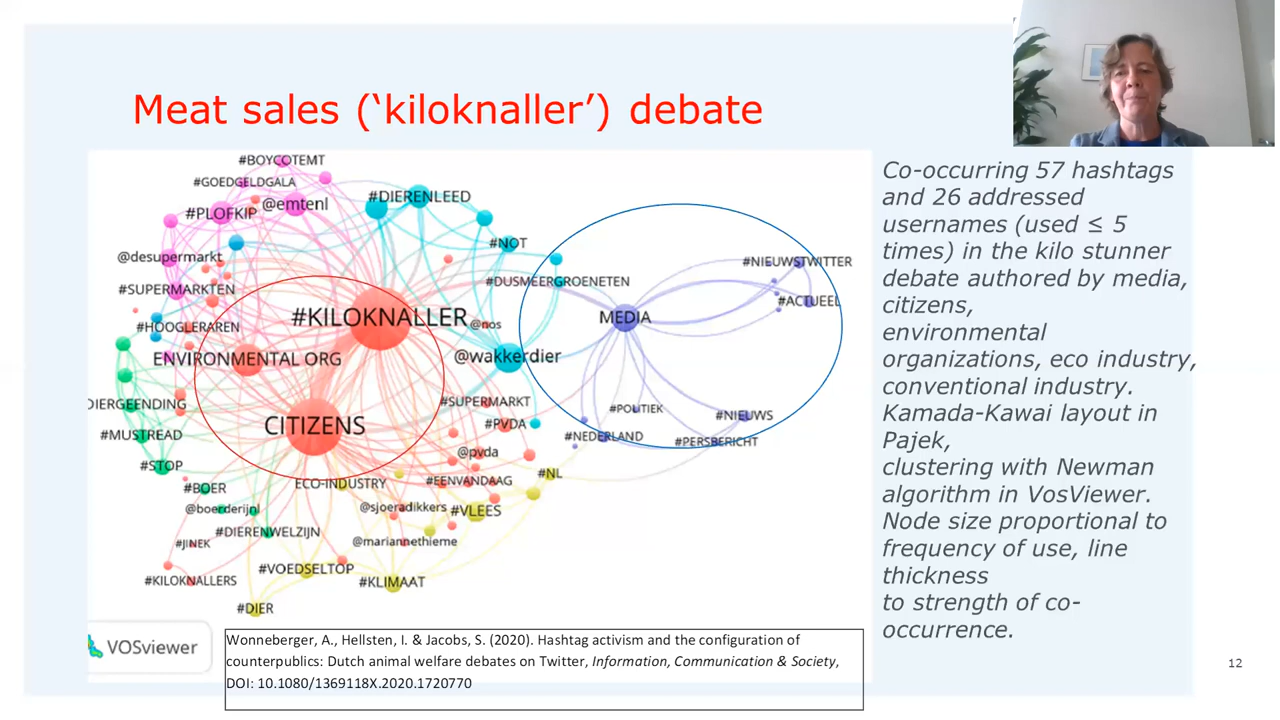 Meat sales (‘kiloknaller’) debate
#BOYCOTEMT
#GOEDGELDGALA
#PLOFKIP
@emtenl
#DIERENLEED
#NOT
@desupermarkt
#SUPERMARKTEN
#DUSMEERGROENETEN
#NIEUWSTWITTER
#ACTUEEL
#HOOGLERAREN
#KILOKNALLER
@nos
MEDIA
ENVIRONMENTAL ORG
@wakkerdier
DIERGEENDING
#SUPERMARKT
#POLITIEK
#NIEUWS
#MUSTREAD
CITIZENS
#PVDA
#NEDERLAND
#PERSBERICHT
#STOP
@pvda
#BOER
ECO-INDUSTRY
#EENVANDAAG
#NL
@boerderijnl
@sjoeradikkers
#VLEES
#DIERENWELZIJN
#JINEK
@mariannethieme
#KILOKNALLERS
#VOEDSELTOP
#KLIMAAT
#DIER
VOSviewer
Co-occurring 57 hashtags
and 26 addressed
usernames (used ≤ 5
times) in the kilo stunner
debate authored by media,
citizens,
environmental
organizations, eco industry,
conventional industry.
Kamada-Kawai layout in
Pajek,
clustering with Newman
algorithm in VosViewer.
Node size proportional to
frequency of use, line
thickness
to strength of co-
occurrence.
Wonneberger, A., Hellsten, I. & Jacobs, S. (2020). Hashtag activism and the configuration of
counterpublics: Dutch animal welfare debates on Twitter, Information, Communication & Society,
DOI: 10.1080/1369118X.2020.1720770
12